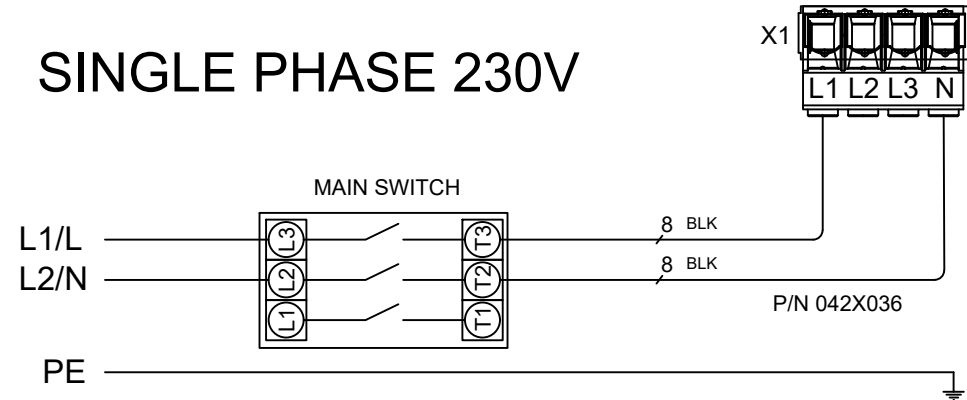 SINGLE PHASE 230V
X1
L1 L2 L3 N
MAIN SWITCH
L1/L L3 T3 8 BLK
L2/N L2 T2 8 BLK
L1 T1
P/N 042X036
PE